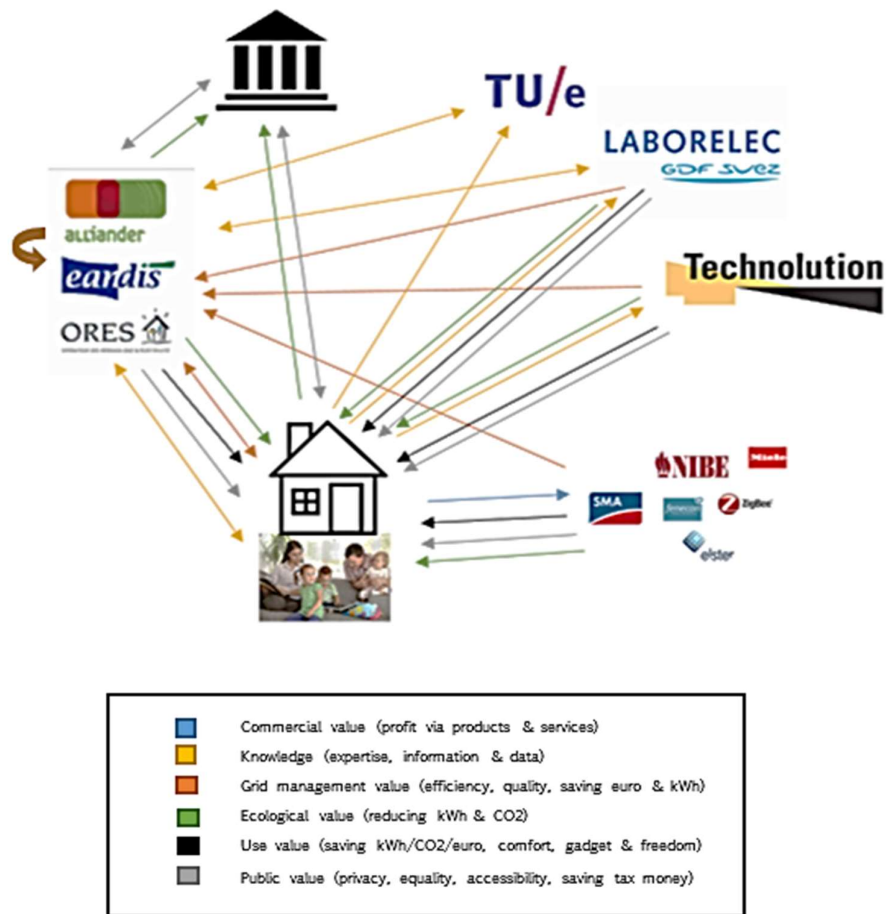 TU/e
LABORELEC
GDF SUEZ
alliander
Technolution
eandis
ORES
NIBE
Miele
SMA
ZigBee
elster
Commercial value (profit via products & services)
Knowledge (expertise, information & data)
Grid management value (efficiency, quality, saving euro & kWh)
Ecological value (reducing kWh & CO2)
Use value (saving kWh/CO2/euro, comfort, gadget & freedom)
Public value (privacy, equality, accessibility, saving tax money)